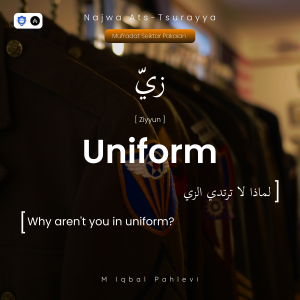 Najwa Ats-Tsurayya
Mufradat Sekitar Pakaian
زيّ
[ Ziyyun ]
Uniform
لماذا لا ترتدي الزي
Why aren't you in uniform?
M Iqbal Pahlevi